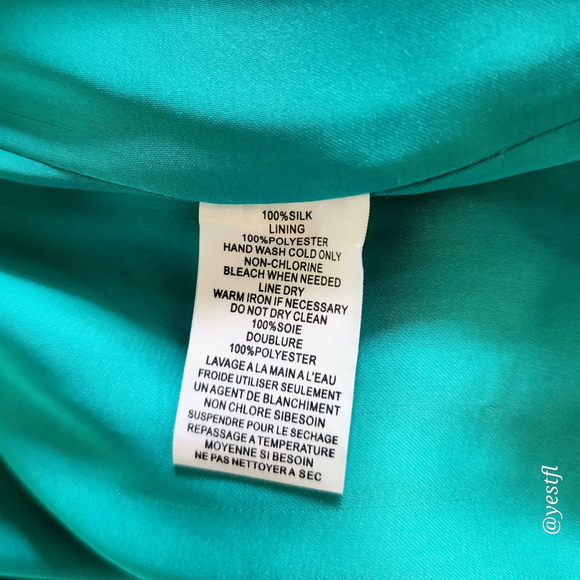 100%SILK
LINING
100%POLYESTER
HAND WASH COLD ONLY
NON-CHLORINE
BLEACH WHEN NEEDED
LINE DRY
WARM IRON IF NECESSARY
DO NOT DRY CLEAN
100%SOIE
DOUBLURE
100%POLYESTER
LAVAGE A LA MAIN A L'EAU
FROIDE UTILISER SEULEMENT
UN AGENT DE BLANCHIMENT
NON CHLORE SIBESOIN
SUSPENDRE POUR LE SECHAGE
REPASSAGE A TEMPERATURE
MOYENNE SI BESOIN
NE PAS NETTOYER A SEC
@yestfl